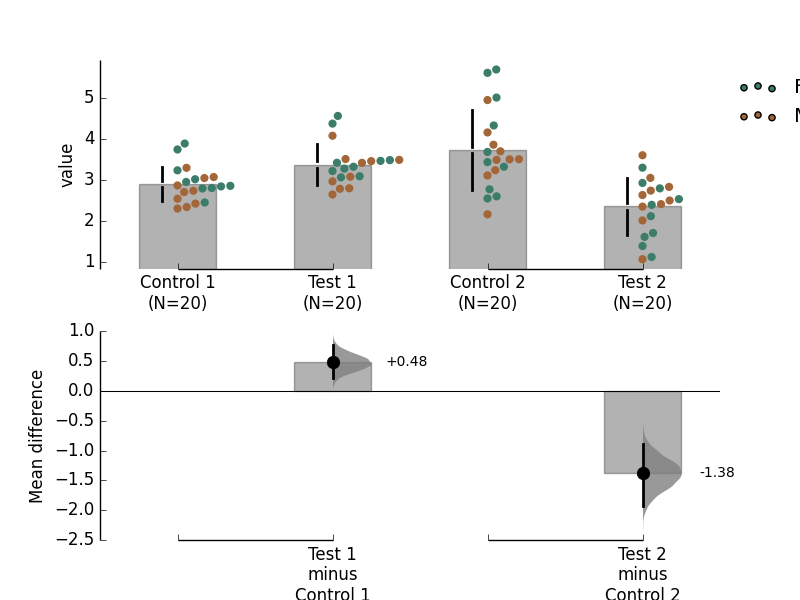 5
4
3
2
1
value
Control 1
(N=20)
Test 1
(N=20)
Control 2
(N=20)
Test 2
(N=20)
1.0
0.5
0.0
−0.5
−1.0
−1.5
−2.0
−2.5
Mean difference
+0.48
-1.38
Test 1
minus
Control 1
Test 2
minus
Control 2